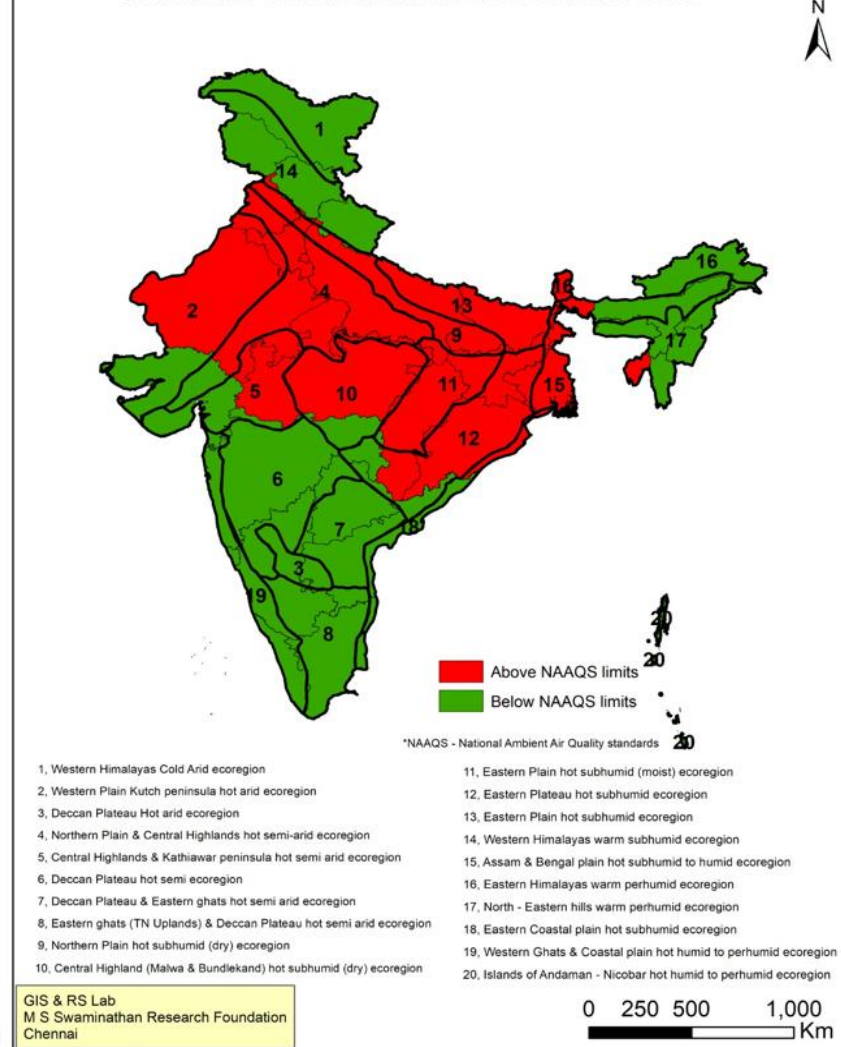 N
1
14
16
16
2
4
13
9
17
5
10
11
15
12
6
7
18
3
19
8
20
20
20
Above NAAQS limits
Below NAAQS limits
*NAAQS - National Ambient Air Quality standards
1, Western Himalayas Cold Arid ecoregion
2, Western Plain Kutch peninsula hot arid ecoregion
3, Deccan Plateau Hot arid ecoregion
4, Northern Plain & Central Highlands hot semi-arid ecoregion
5, Central Highlands & Kathiawar peninsula hot semi arid ecoregion
6, Deccan Plateau hot semi ecoregion
7, Deccan Plateau & Eastern ghats hot semi arid ecoregion
8, Eastern ghats (TN Uplands) & Deccan Plateau hot semi arid ecoregion
9, Northern Plain hot subhumid (dry) ecoregion
10, Central Highland (Malwa & Bundlekand) hot subhumid (dry) ecoregion
11, Eastern Plain hot subhumid (moist) ecoregion
12, Eastern Plateau hot subhumid ecoregion
13, Eastern Plain hot subhumid ecoregion
14, Western Himalayas warm subhumid ecoregion
15, Assam & Bengal plain hot subhumid to humid ecoregion
16, Eastern Himalayas warm perhumid ecoregion
17, North - Eastern hills warm perhumid ecoregion
18, Eastern Coastal plain hot subhumid ecoregion
19, Western Ghats & Coastal plain hot humid to perhumid ecoregion
20, Islands of Andaman - Nicobar hot humid to perhumid ecoregion
GIS & RS Lab
M S Swaminathan Research Foundation
Chennai
0 250 500 1,000
Km